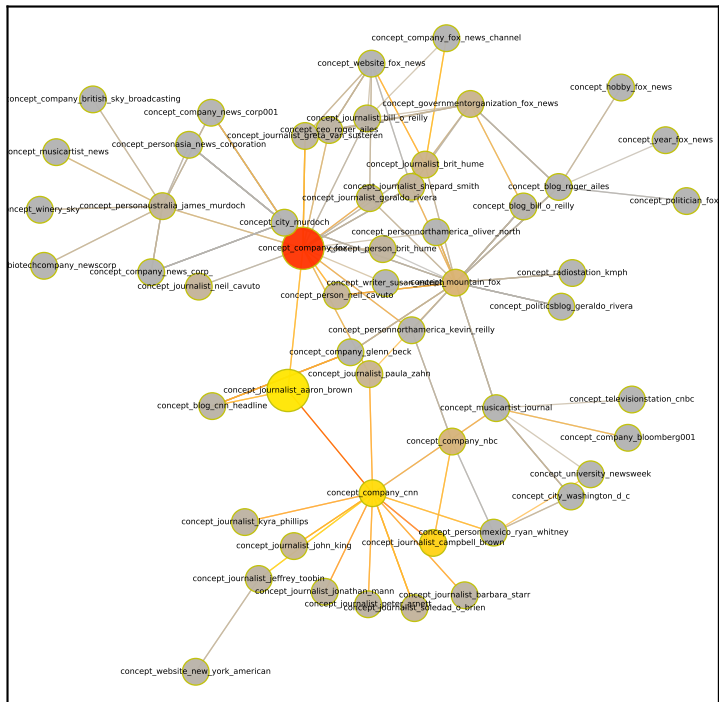 concept_company_fox_news_channel
concept_website_fox_news
concept_hobby_fox_news
concept_company_british_sky_broadcasting
concept_governmentorganization_fox_news
concept_company_news_corp001
concept_journalist_bill_o_reilly
concept_ceo_roger_ailes
concept_journalist_greta_van_susteren
concept_year_fox_news
concept_personasia_news_corporation
concept_musicartist_news
concept_journalist_brit_hume
concept_journalist_shepard_smith
concept_blog_roger_ailes
concept_politician_fox
concept_journalist_geraldo_rivera
concept_personaustralia_james_murdoch
concept_blog_bill_o_reilly
concept_winery_sky
concept_city_murdoch
concept_personnorthamerica_oliver_north
concept_company_fox
concept_person_brit_hume
biotechcompany_newscorp
concept_company_news_corp_
concept_radiostation_kmph
concept_mountain_fox
concept_journalist_neil_cavuto
concept_person_neil_cavuto
concept_politicsblog_geraldo_rivera
concept_personnorthamerica_kevin_reilly
concept_company_glenn_beck
concept_journalist_paula_zahn
concept_journalist_aaron_brown
concept_televisionstation_cnbc
concept_blog_cnn_headline
concept_musicartist_journal
concept_company_bloomberg001
concept_company_nbc
concept_university_newsweek
concept_company_cnn
concept_city_washington_d_c
concept_journalist_kyra_phillips
concept_personmexico_ryan_whitney
concept_journalist_campbell_brown
concept_journalist_john_king
concept_journalist_jeffrey_toobin
concept_journalist_jonathan_mann
concept_journalist_barbara_starr
concept_journalist_peter_arnett
concept_journalist_soledad_o_brien
concept_website_new_york_american